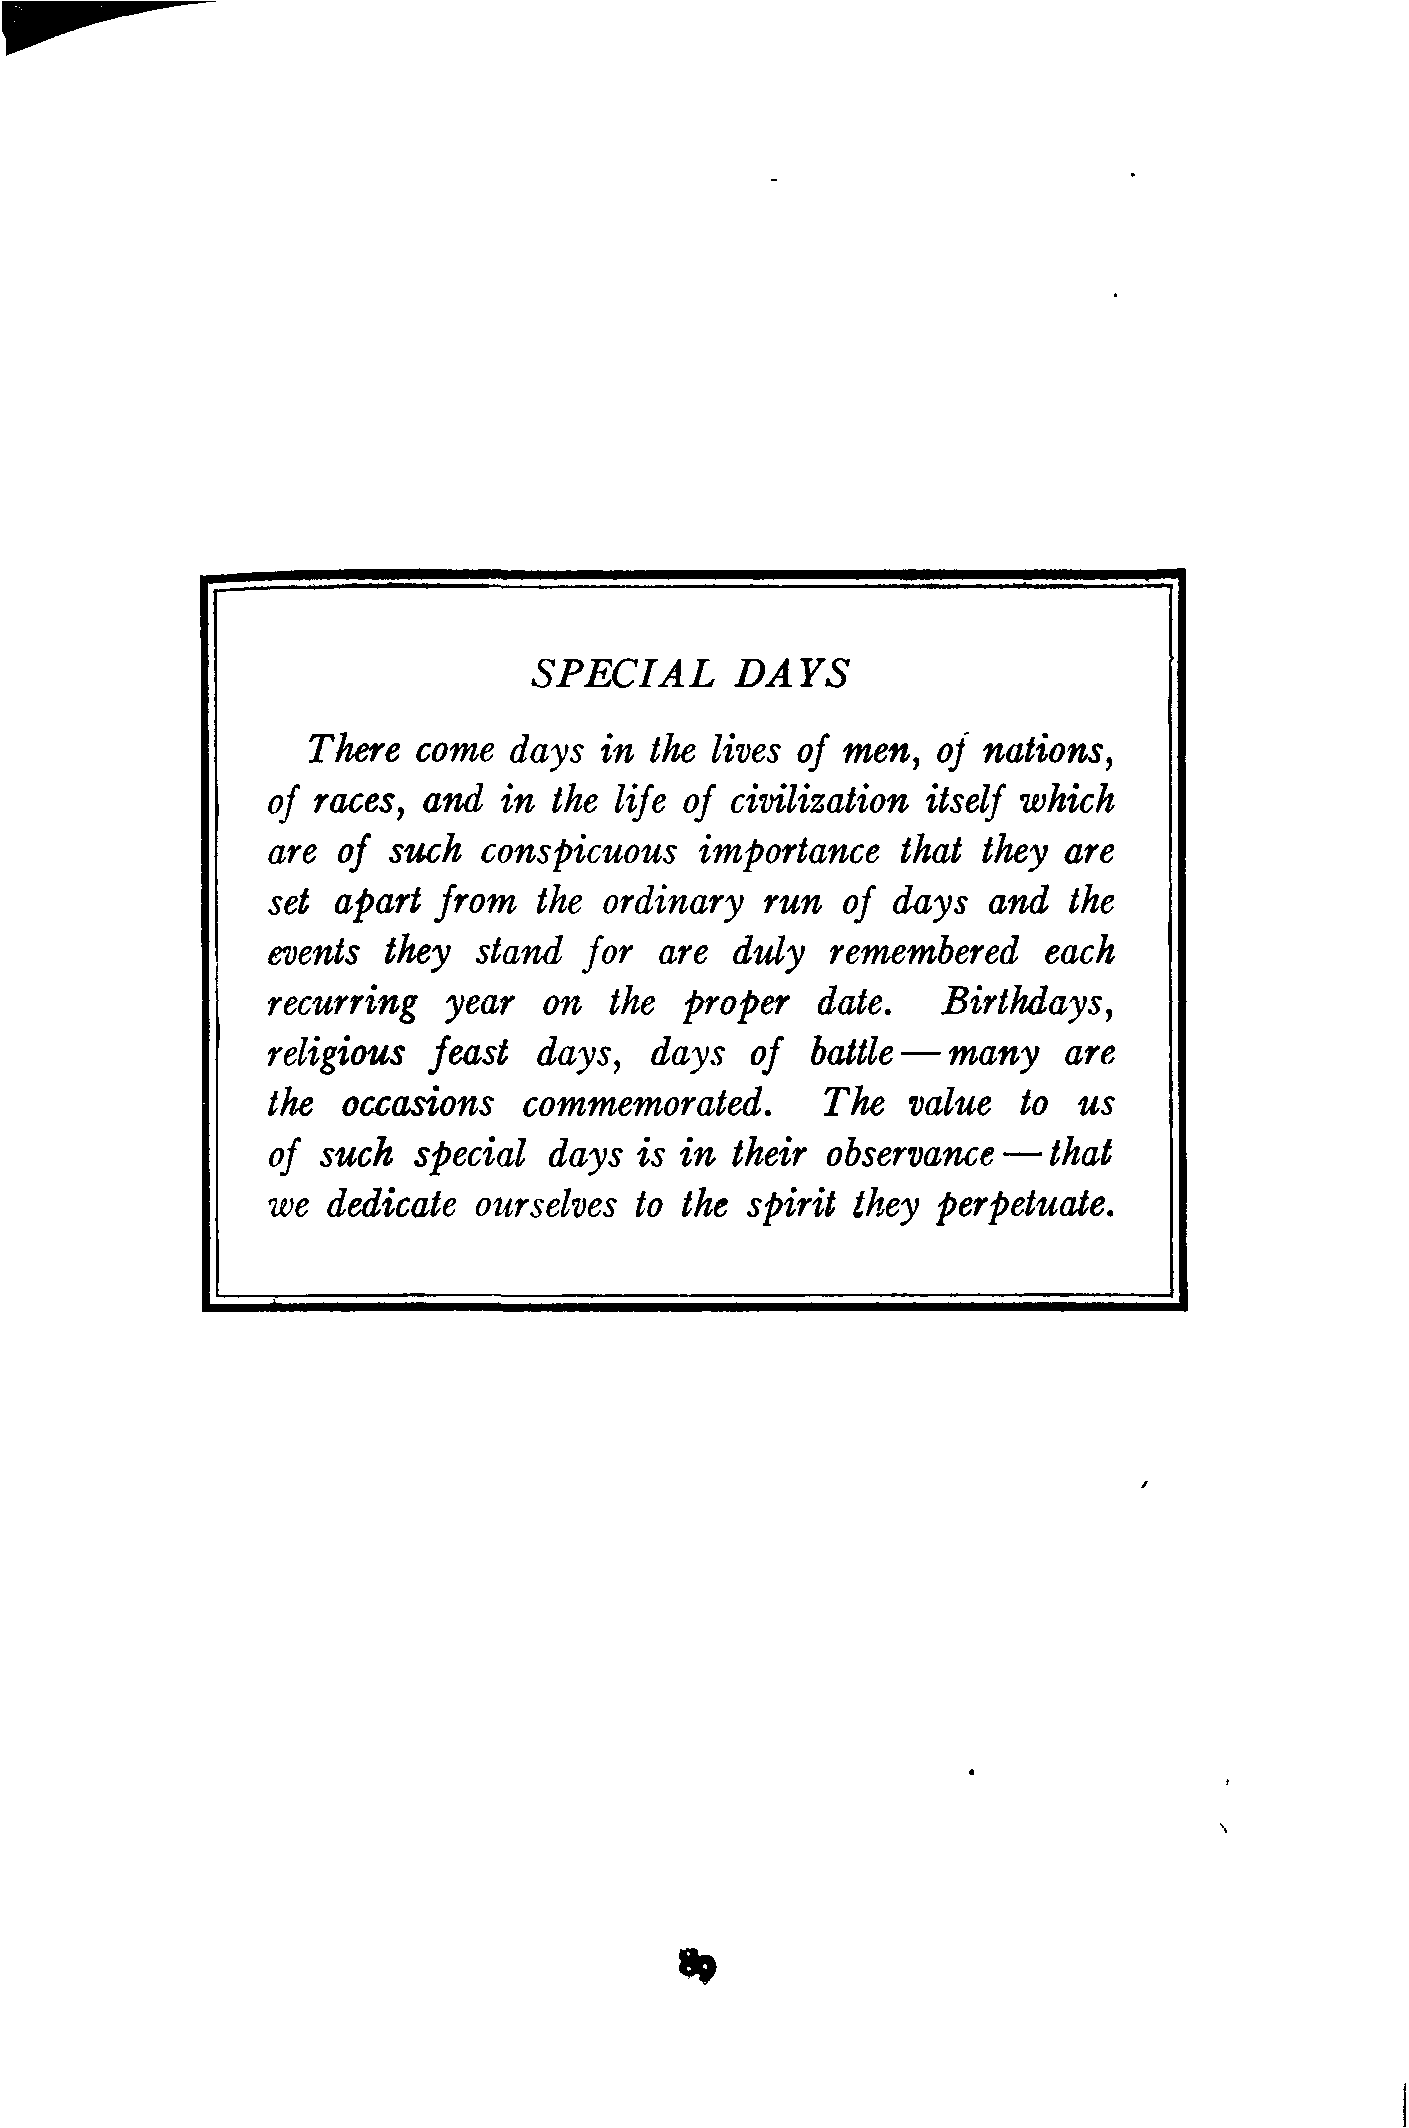 SPECIAL DAYS
There come days in the lives of men, of nations,
of races, and in the life of civilization itself which
are of such conspicuous importance that they are
set apart from the ordinary run of days and the
events they stand for are duly remembered each
recurring year on the proper date. Birthdays,
religious feast days, days of battle — many are
the occasions commemorated. The value to us
of such special days is in their observance — that
we dedicate ourselves to the spirit they perpetuate.
89